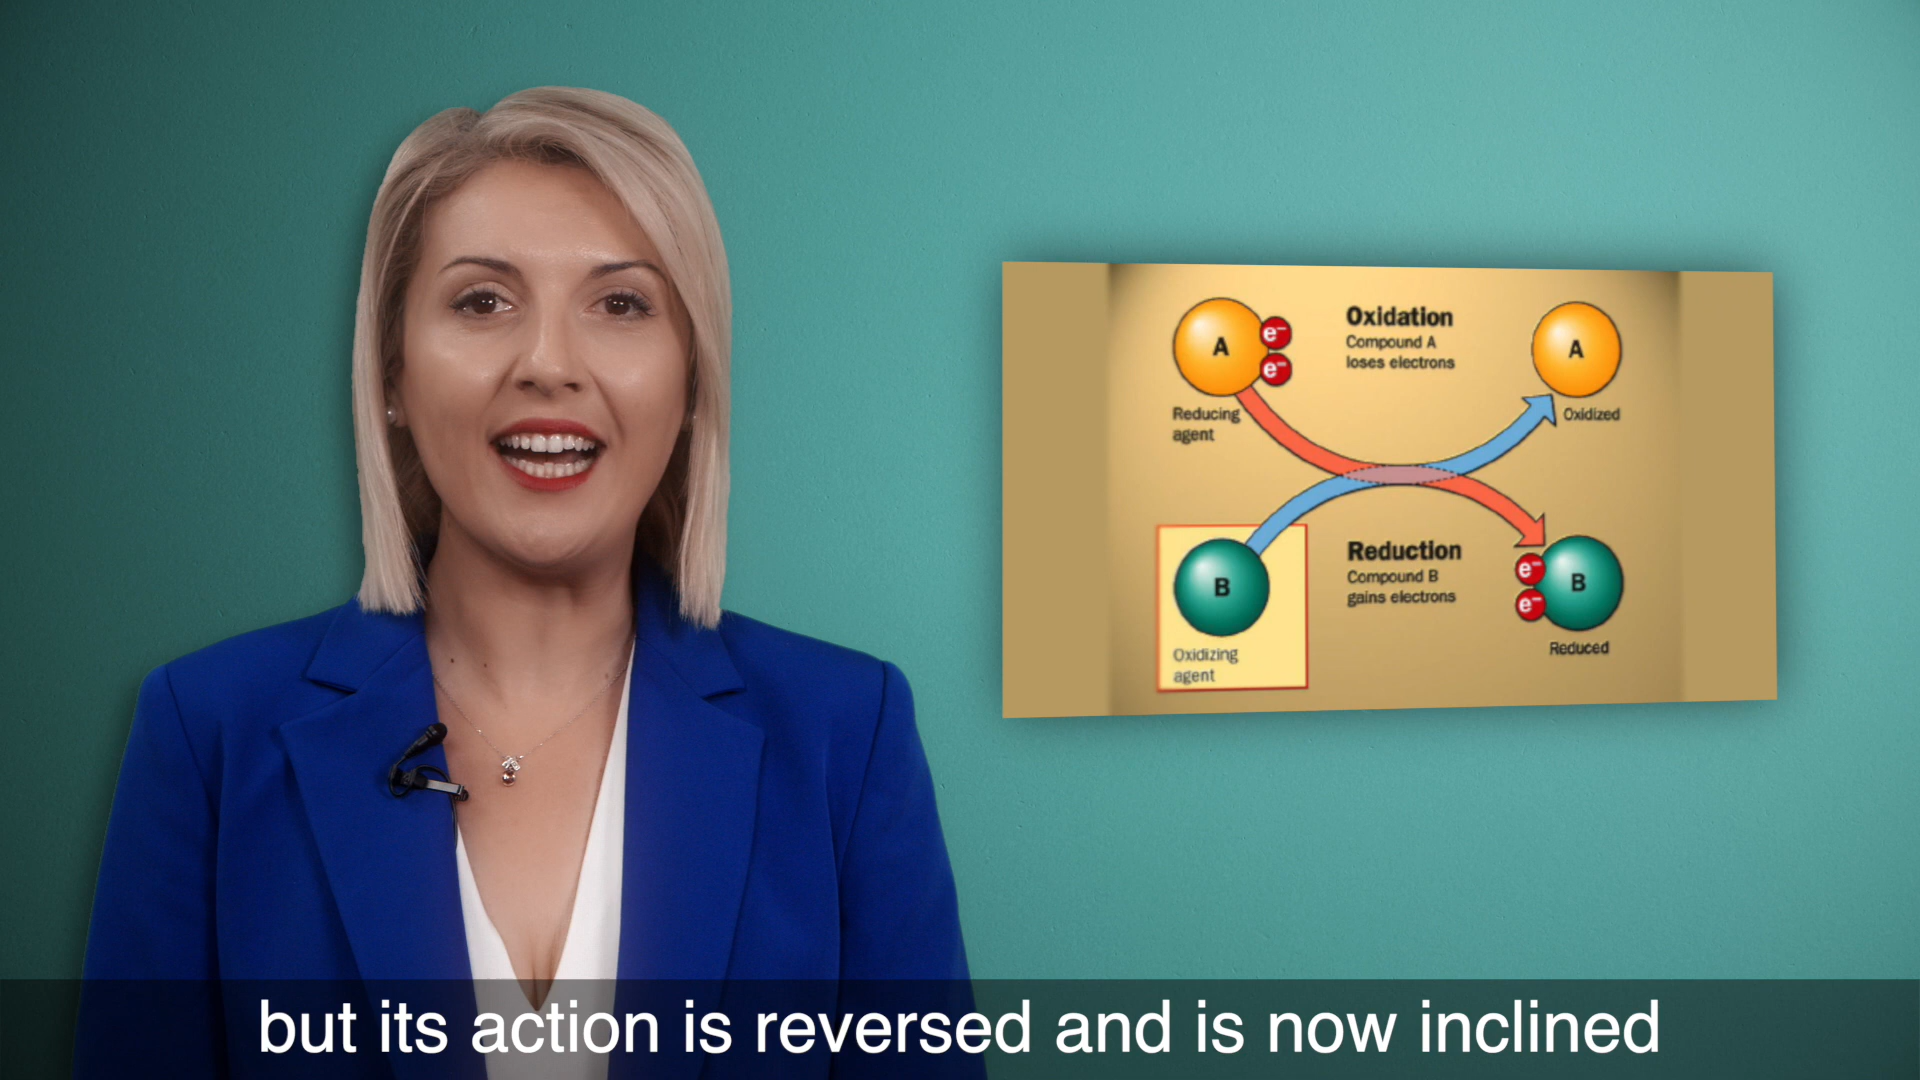 A
e⁻
e⁻
Oxidation
Compound A
loses electrons
A
Reducing
agent
Oxidized
B
Oxidizing
agent
Reduction
Compound B
gains electrons
e⁻
e⁻
B
Reduced
but its action is reversed and is now inclined